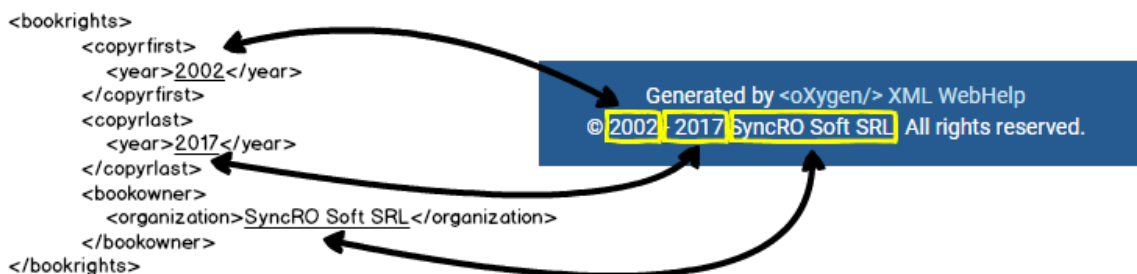 <bookrights>
<copyrfirst>
<year>2002</year>
</copyrfirst>
<copyrlast>
<year>2017</year>
</copyrlast>
<bookowner>
<organization>SyncRO Soft SRL</organization>
</bookowner>
</bookrights>
Generated by <oXygen/> XML WebHelp
© 2002 - 2017 SyncRO Soft SRL. All rights reserved.